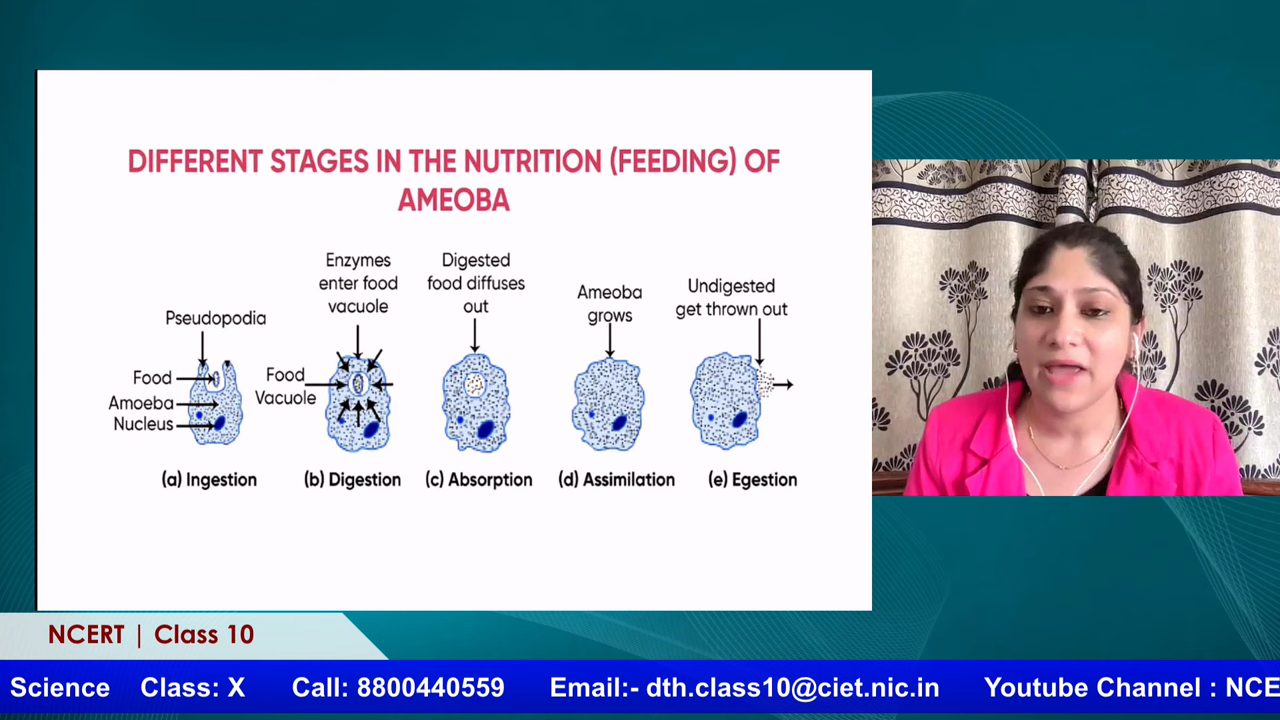 DIFFERENT STAGES IN THE NUTRITION (FEEDING) OF
AMEOBA
Pseudopodia
Food
Amoeba
Nucleus
(a) Ingestion
Enzymes
enter food
vacuole
Food
Vacuole
(b) Digestion
Digested
food diffuses
out
(c) Absorption
Ameoba
grows
(d) Assimilation
Undigested
get thrown out
(e) Egestion
NCERT | Class 10
Science Class: X Call: 8800440559 Email:- dth.class10@ciet.nic.in Youtube Channel : NCE